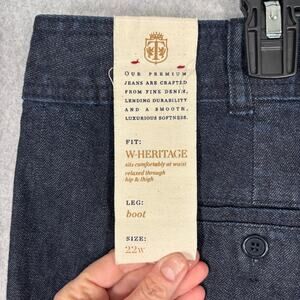 T
OUR PREMIUM
JEANS ARE CRAFTED
FROM FINE DENIM,
LENDING DURABILITY
AND A SMOOTH,
LUXURIOUS SOFTNESS.
FIT:
W-HERITAGE
sits comfortably at waist
relaxed through
hip & thigh
LEG:
boot
SIZE:
22W